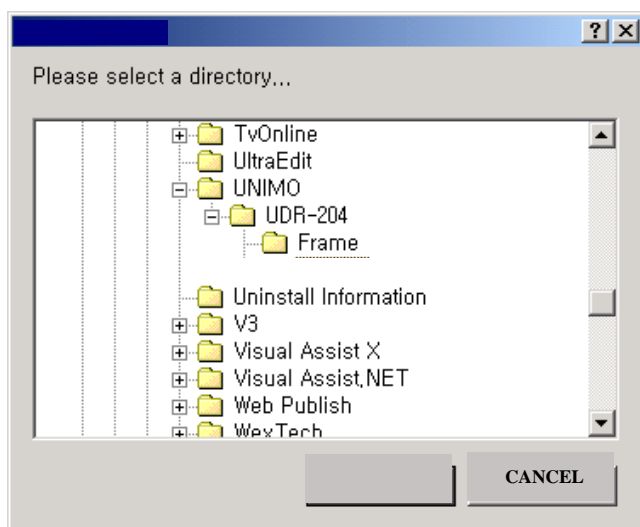 Please select a directory...
TvOnline
UltraEdit
UNIMO
UDR-204
Frame
Uninstall Information
V3
Visual Assist X
Visual Assist.NET
Web Publish
WexTech
CANCEL